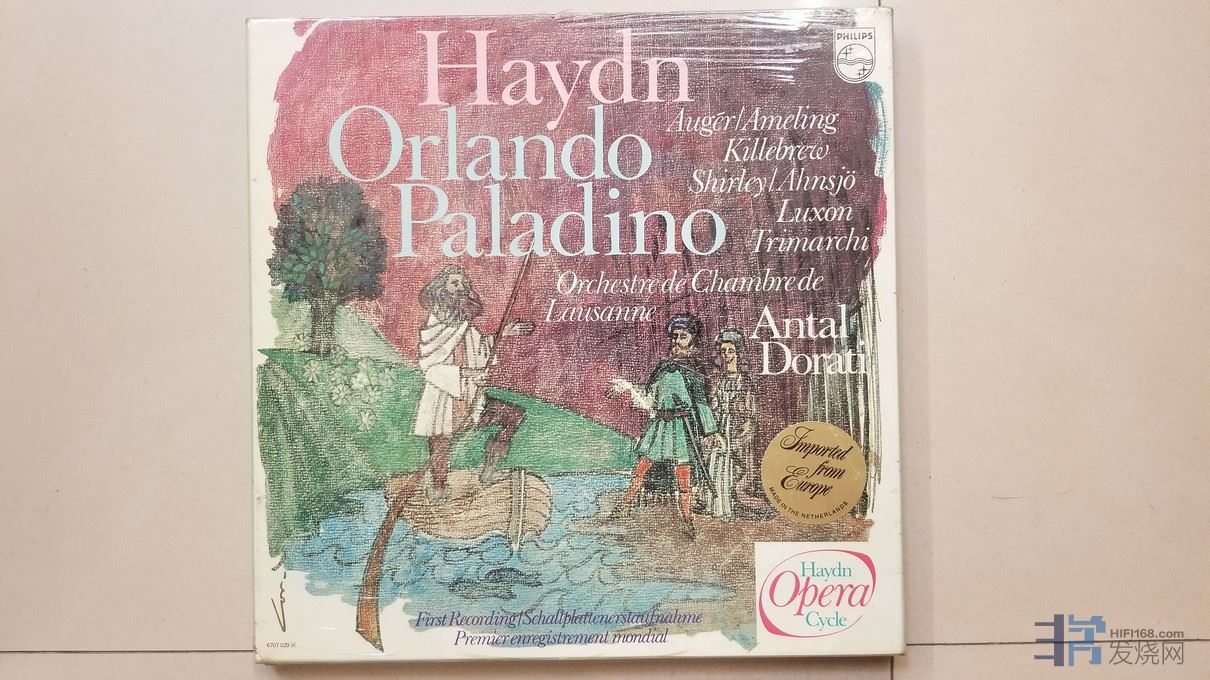 Haydn
Orlando
Paladino
PHILIPS
Augér/Ameling
Killebrew
Shirley/Ahnsjö
Luxon
Trimarchi
Orchestre de Chambre de
Lausanne
Antal
Dorati
Imported
from
Europe
MADE IN THE NETHERLANDS
Haydn
Opera
Cycle
First Recording/Schallplattenerstaufnahme
Premier enregistrement mondial
6707 029
HIFI168.com
发烧网